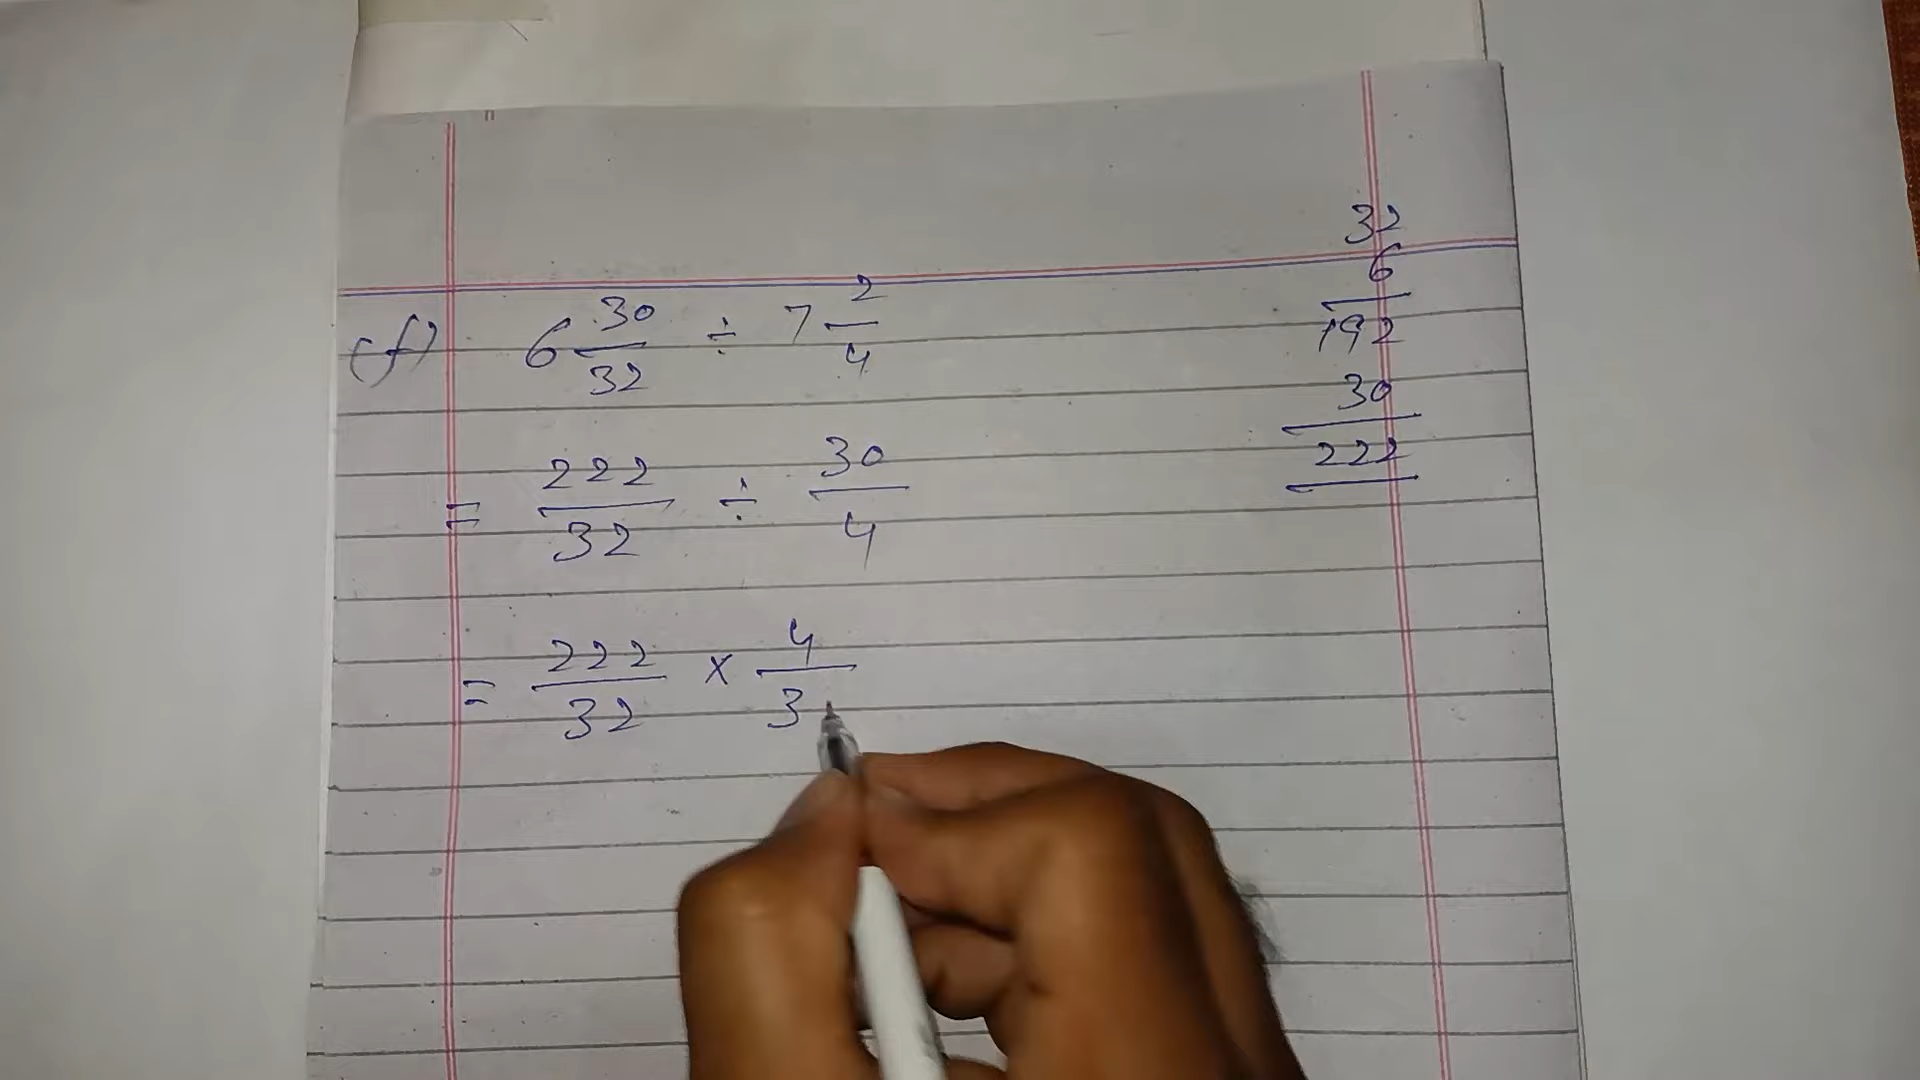 (f) 6 30/32 ÷ 7 2/4
= 222/32 ÷ 30/4
= 222/32 × 4/3
32
6
192
30
222